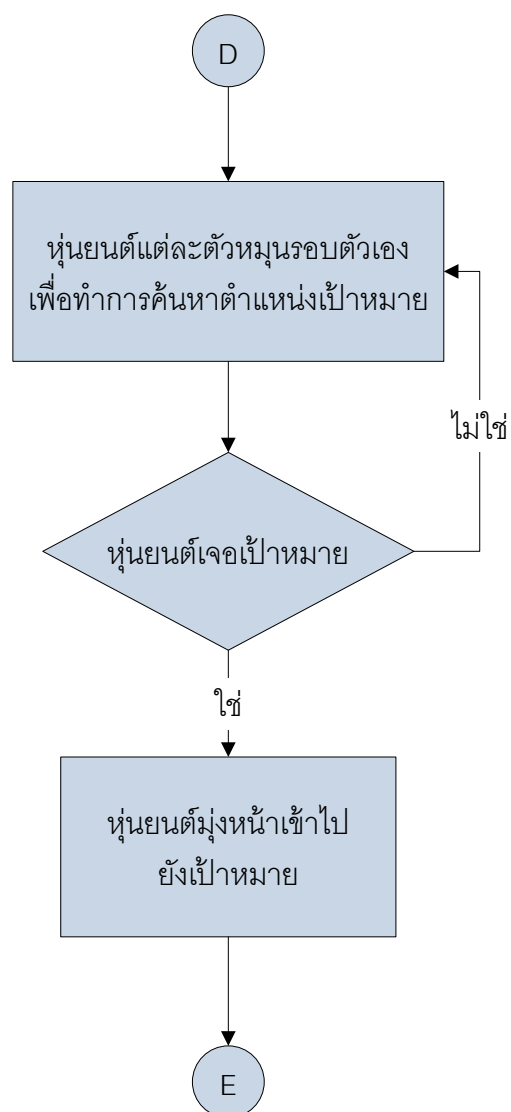 D
หุ่นยนต์แต่ละตัวหมุนรอบตัวเอง
เพื่อทำการค้นหาตำแหน่งเป้าหมาย
ไม่ใช่
หุ่นยนต์เจอเป้าหมาย
ใช่
หุ่นยนต์มุ่งหน้าเข้าไป
ยังเป้าหมาย
E